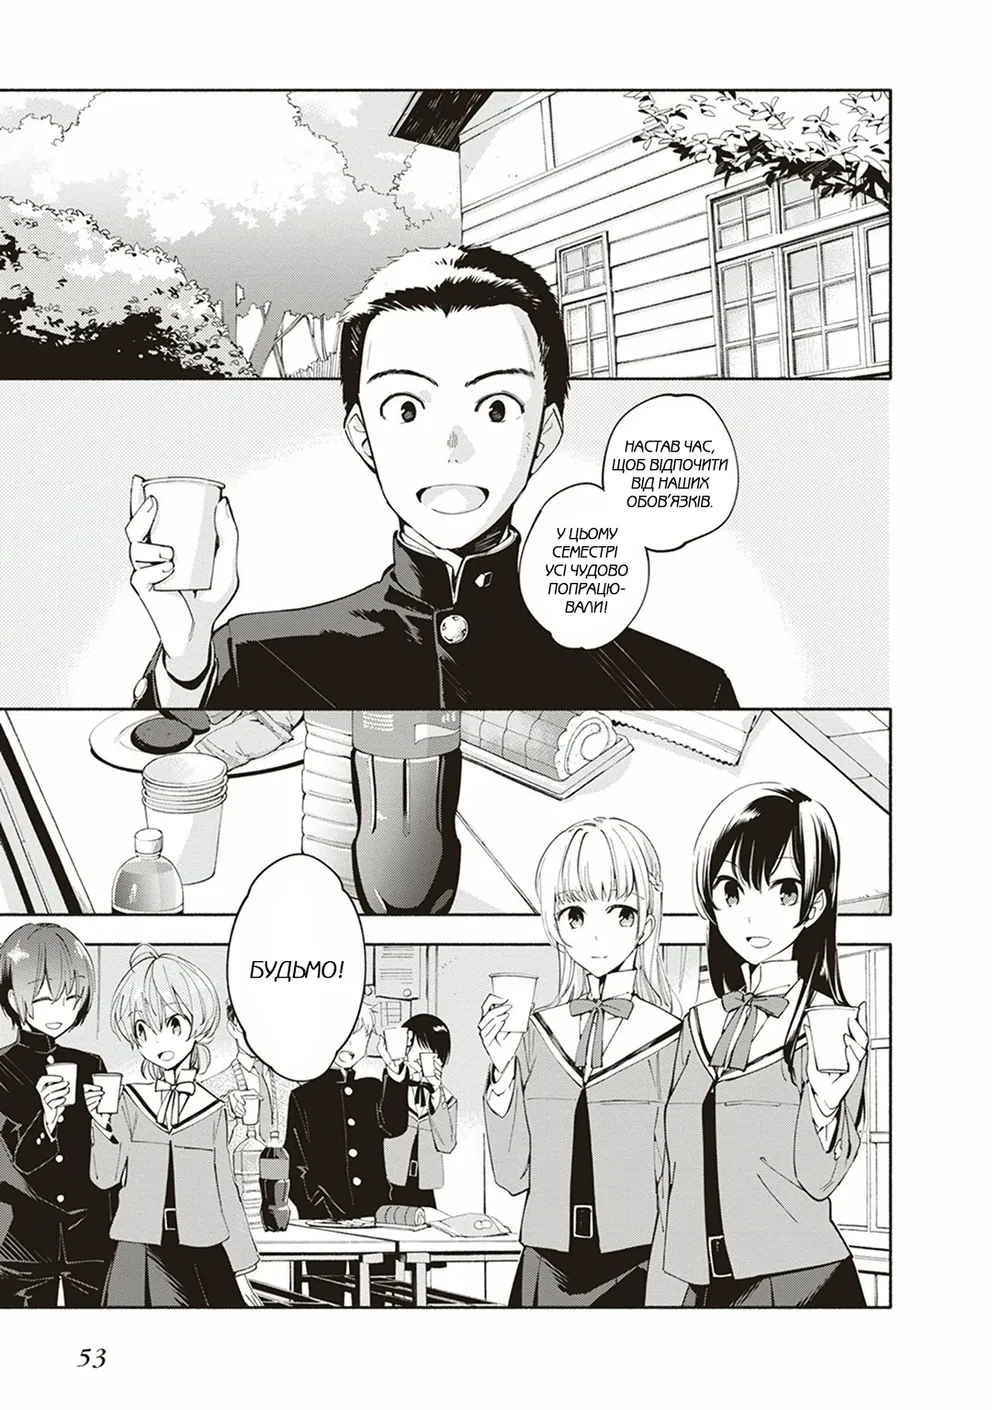 НАСТАВ ЧАС,
ЩОБ ВІДПОЧИТИ
ВІД НАШИХ
ОБОВ'ЯЗКІВ.
У ЦЬОМУ
СЕМЕСТРІ
УСІ ЧУДОВО
ПОПРАЦЮ-
ВАЛИ!
БУДЬМО!
53